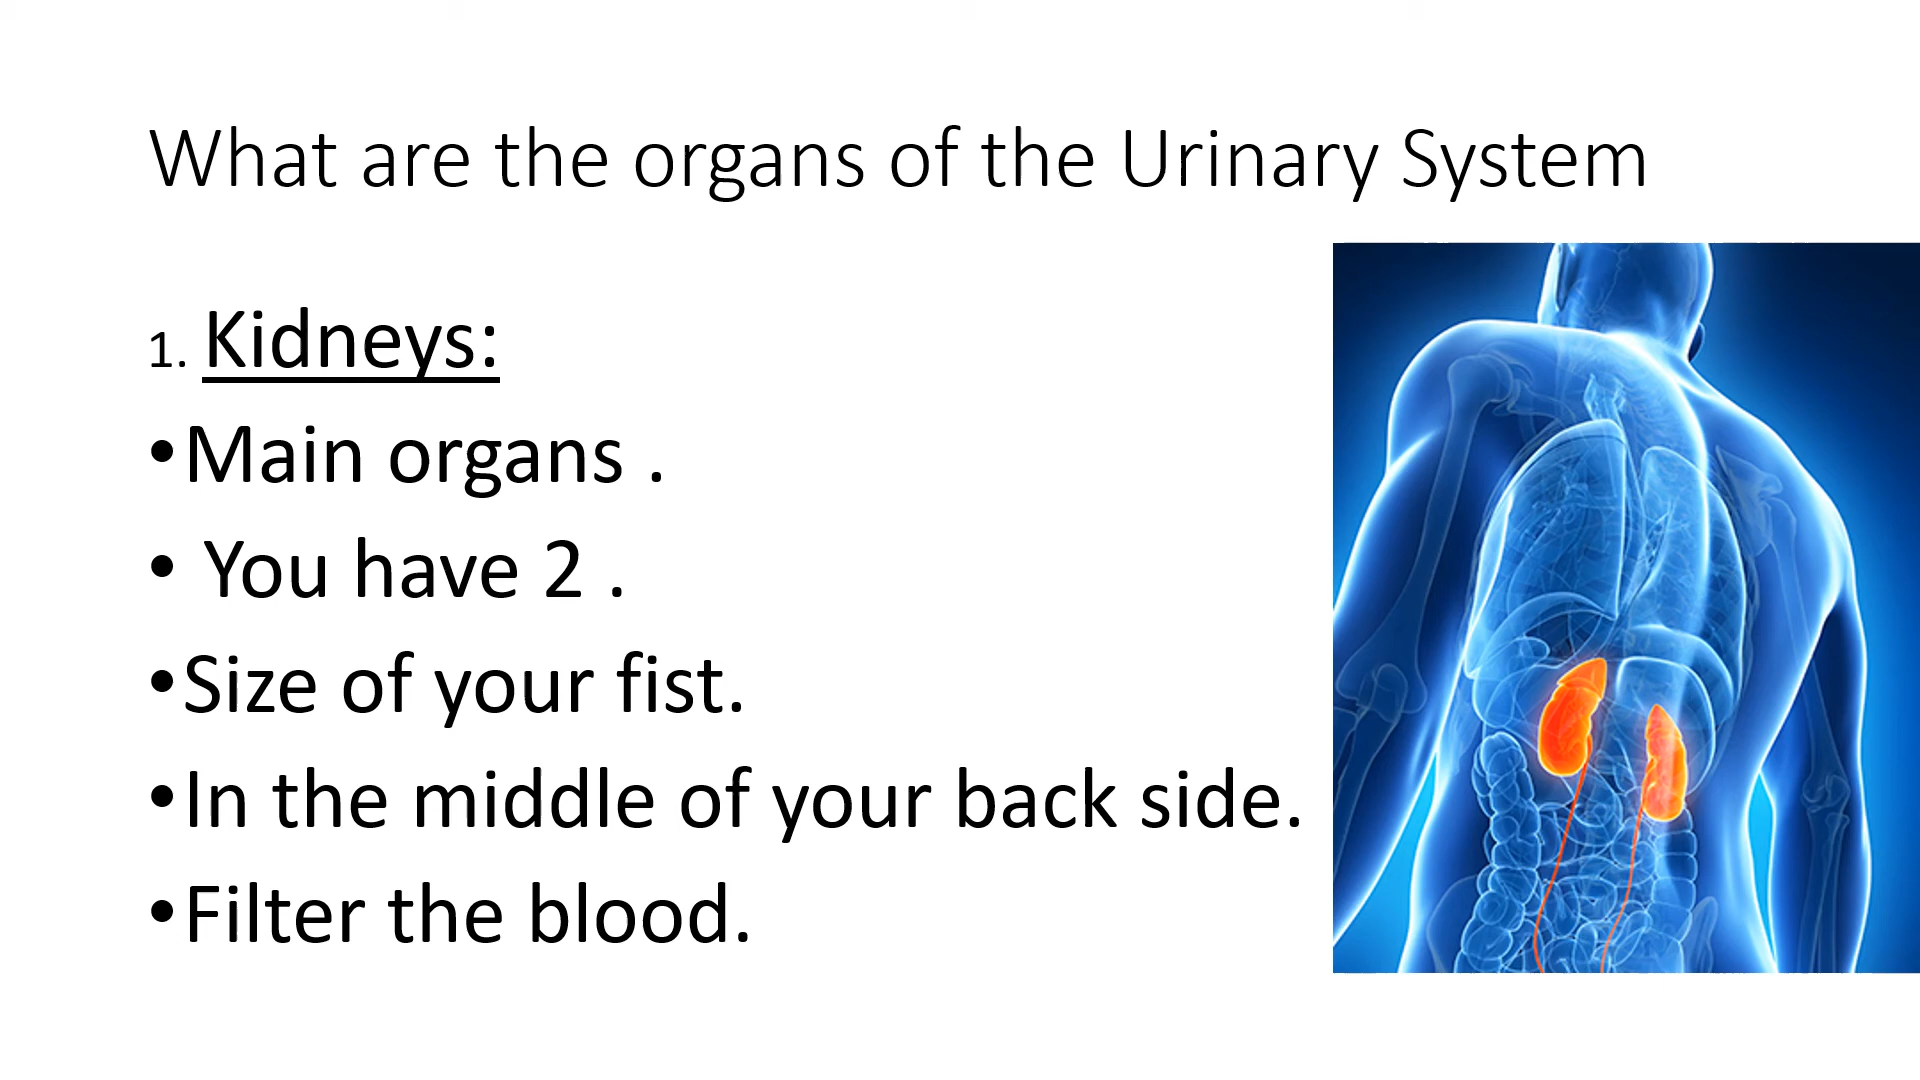 What are the organs of the Urinary System
1. Kidneys:
•Main organs .
• You have 2 .
•Size of your fist.
•In the middle of your back side.
•Filter the blood.